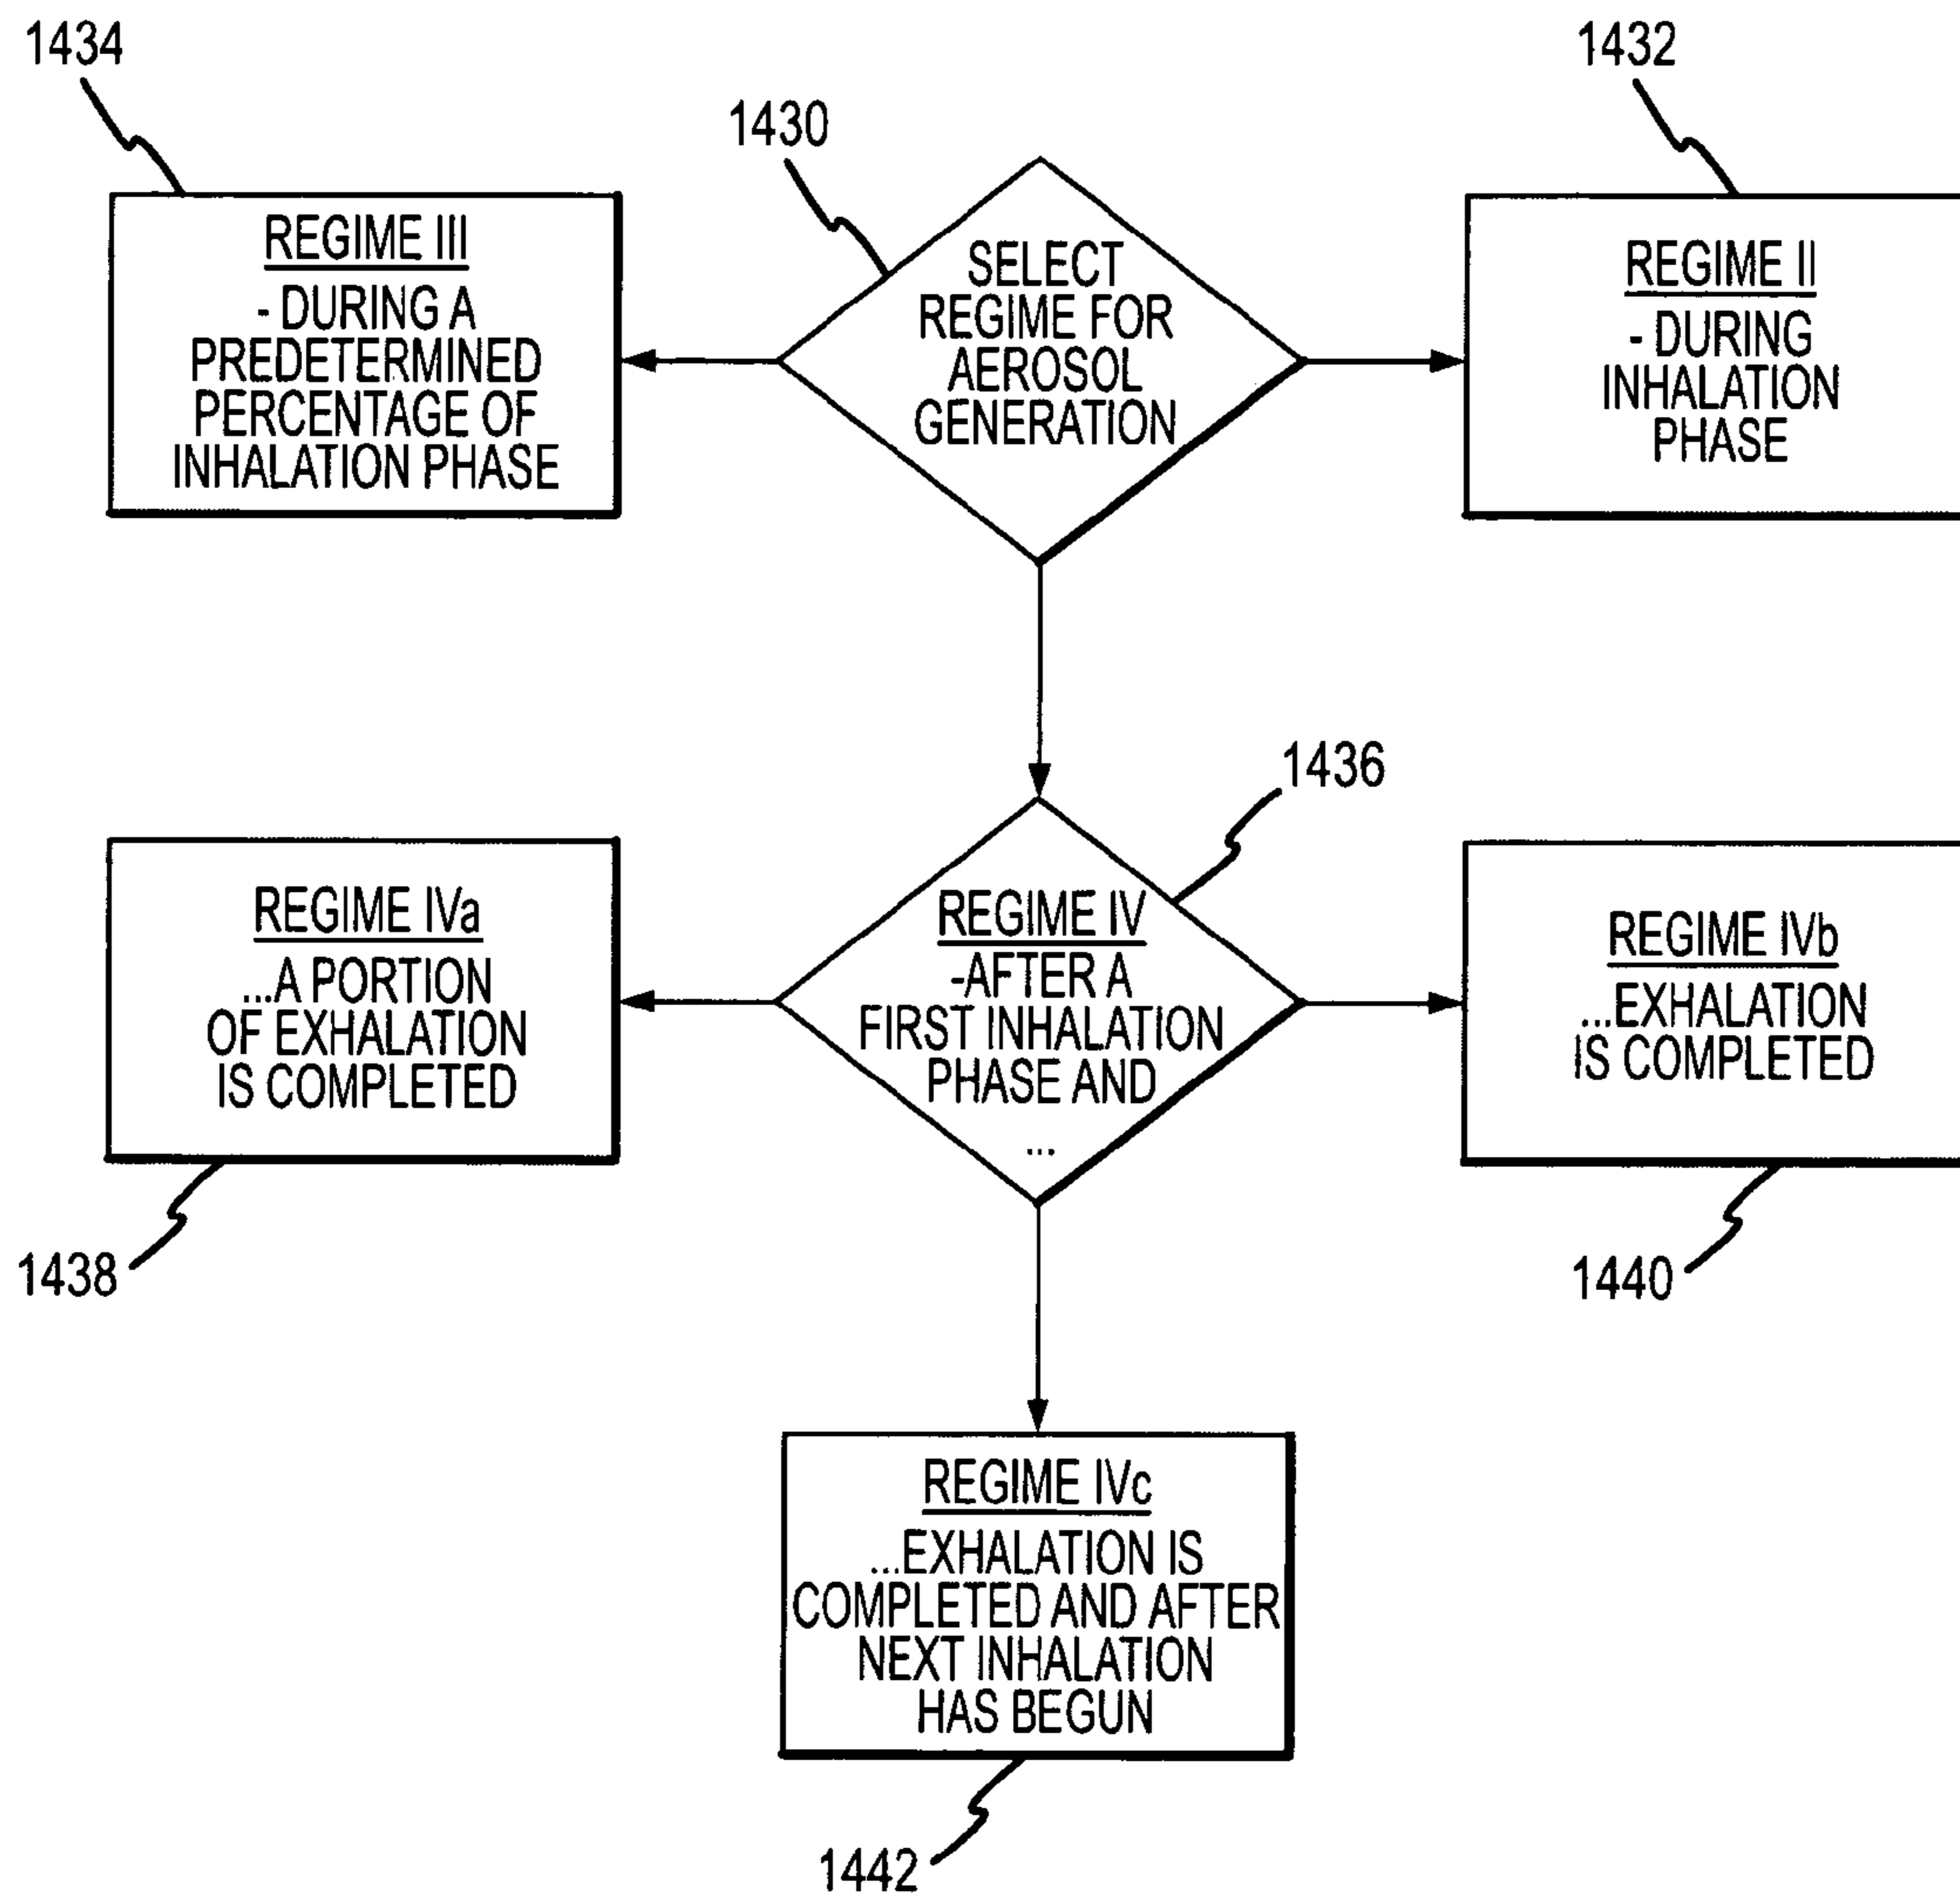 1434
1432
1430
REGIME III
- DURING A
PREDETERMINED
PERCENTAGE OF
INHALATION PHASE
SELECT
REGIME FOR
AEROSOL
GENERATION
REGIME II
- DURING
INHALATION
PHASE
1436
REGIME IVa
...A PORTION
OF EXHALATION
IS COMPLETED
REGIME IV
-AFTER A
FIRST INHALATION
PHASE AND
...
REGIME IVb
...EXHALATION
IS COMPLETED
1438
1440
REGIME IVc
...EXHALATION IS
COMPLETED AND AFTER
NEXT INHALATION
HAS BEGUN
1442